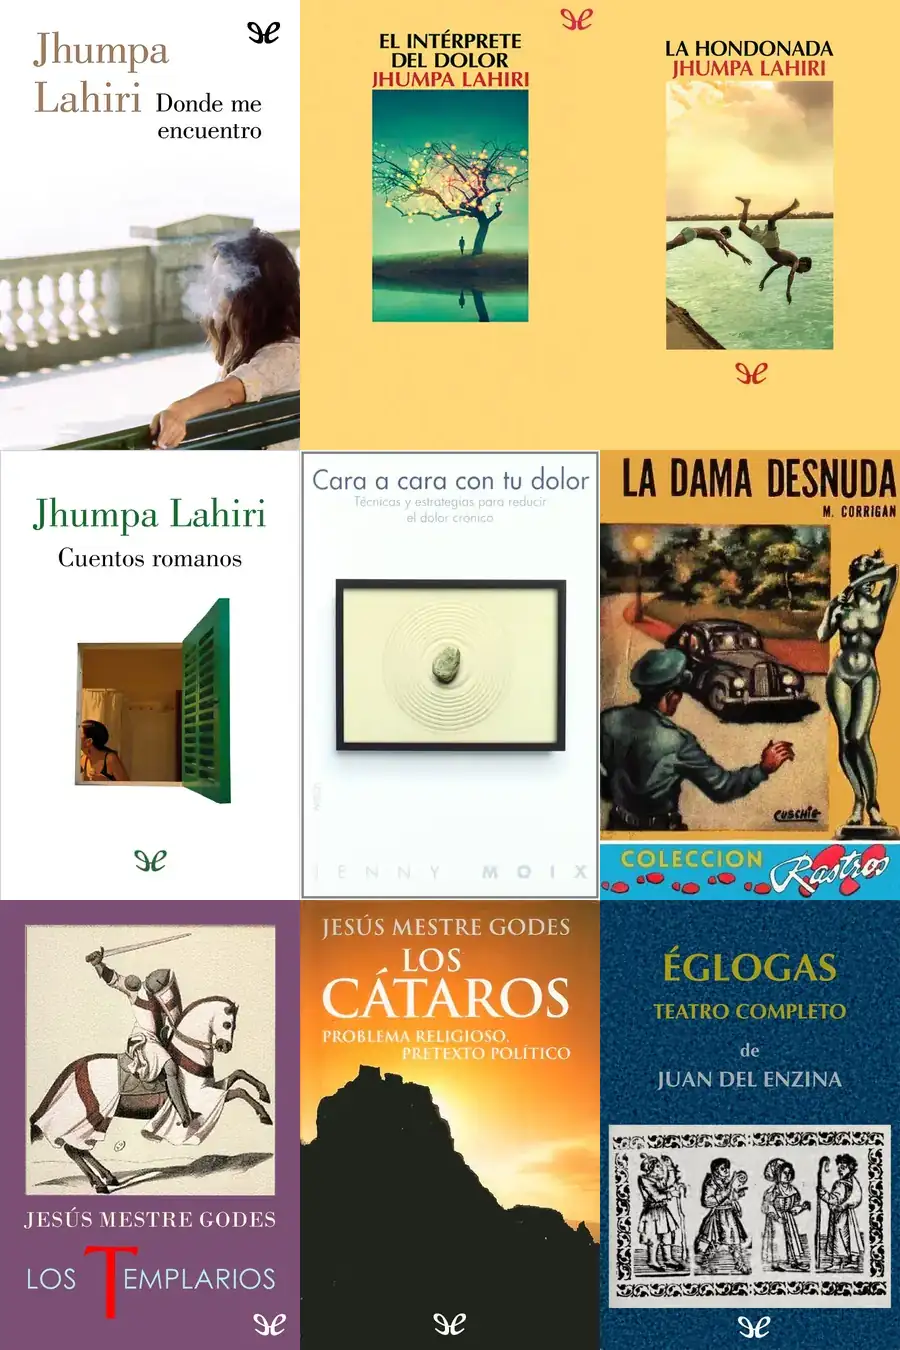 Jhumpa
Lahiri Donde me
encuentro
EL INTÉRPRETE
DEL DOLOR
JHUMPA LAHIRI
LA HONDONADA
JHUMPA LAHIRI
Jhumpa Lahiri
Cuentos romanos
Cara a cara con tu dolor
Técnicas y estrategias para reducir
el dolor crónico
JENNY MOIX
LA DAMA DESNUDA
M. CORRIGAN
CUSCHIE
COLECCION Rastros
JESÚS MESTRE GODES
LOS TEMPLARIOS
JESÚS MESTRE GODES
LOS
CÁTAROS
PROBLEMA RELIGIOSO,
PRETEXTO POLÍTICO
ÉGLOGAS
TEATRO COMPLETO
de
JUAN DEL ENZINA